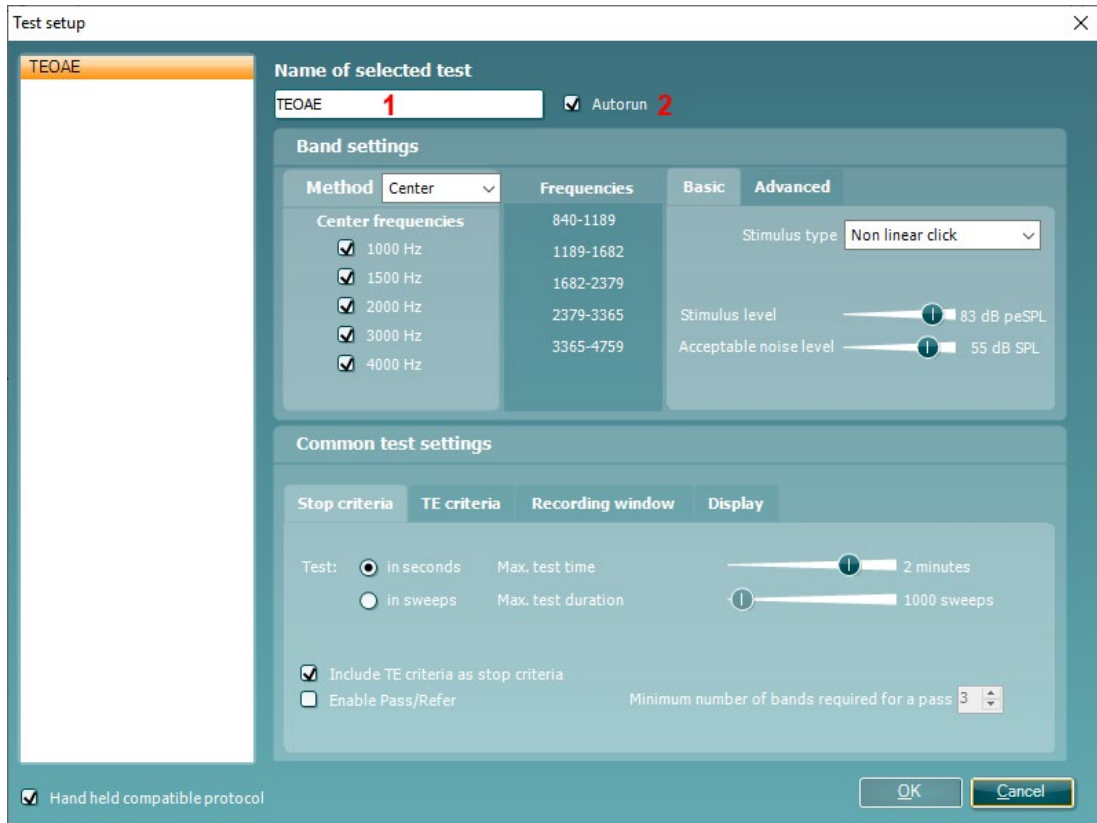 Test setup
TEOAE
Name of selected test
TEOAE 1 Autorun 2
Band settings
Method Center
Center frequencies
1000 Hz
1500 Hz
2000 Hz
3000 Hz
4000 Hz
Frequencies
840-1189
1189-1682
1682-2379
2379-3365
3365-4759
Basic Advanced
Stimulus type Non linear click
Stimulus level 83 dB peSPL
Acceptable noise level 55 dB SPL
Common test settings
Stop criteria TE criteria Recording window Display
Test: in seconds Max. test time 2 minutes
in sweeps Max. test duration 1000 sweeps
Include TE criteria as stop criteria
Enable Pass/Refer Minimum number of bands required for a pass 3
Hand held compatible protocol OK Cancel